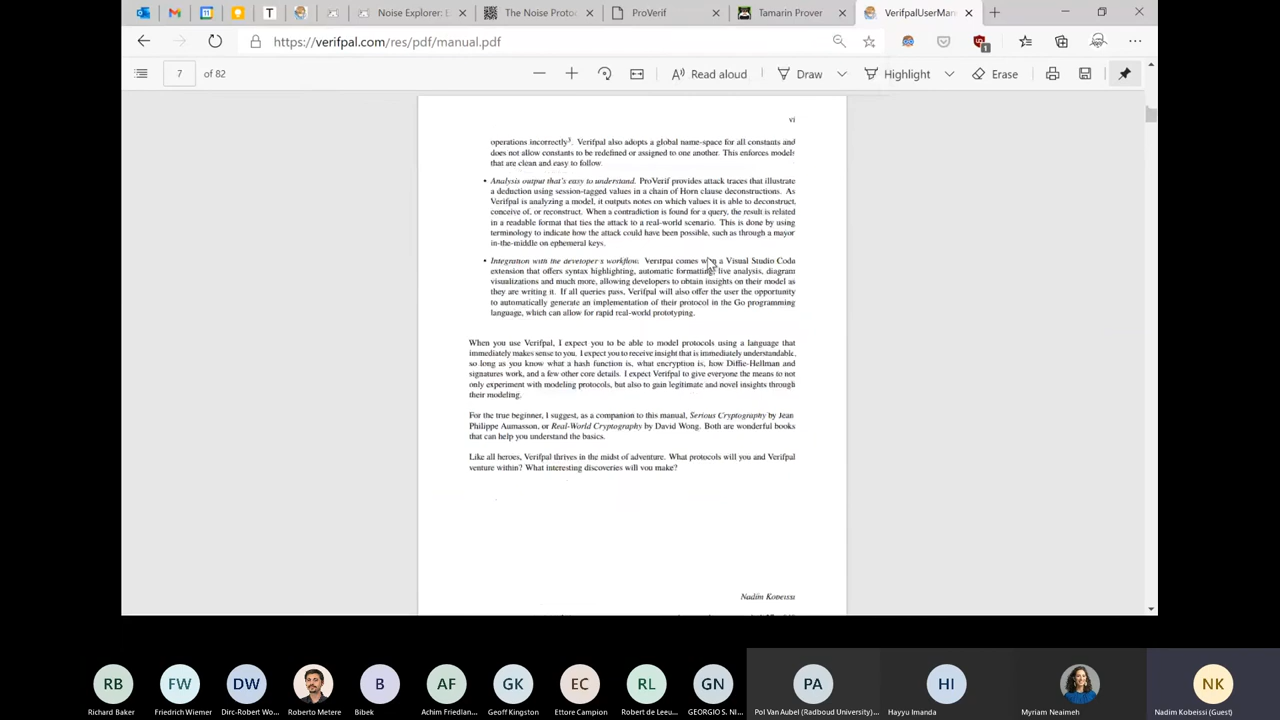 Noise Explorer: E
The Noise Proto
ProVerif
Tamarin Prover
VerifpalUserMan
https://verifpal.com/res/pdf/manual.pdf
1
7 of 82
Read aloud
Draw
Highlight
Erase
vi
operations incorrectly3. Verifpal also adopts a global name-space for all constants and
does not allow constants to be redefined or assigned to one another. This enforces models
that are clean and easy to follow.
• Analysis output that's easy to understand. ProVerif provides attack traces that illustrate
a deduction using session-tagged values in a chain of Horn clause deconstructions. As
Verifpal is analyzing a model, it outputs notes on which values it is able to deconstruct,
conceive of, or reconstruct. When a contradiction is found for a query, the result is related
in a readable format that ties the attack to a real-world scenario. This is done by using
terminology to indicate how the attack could have been possible, such as through a mayor
in-the-middle on ephemeral keys.
• Integration with the developer's workflow. Verifpal comes with a Visual Studio Code
extension that offers syntax highlighting, automatic formatting, live analysis, diagram
visualizations and much more, allowing developers to obtain insights on their model as
they are writing it. If all queries pass, Verifpal will also offer the user the opportunity
to automatically generate an implementation of their protocol in the Go programming
language, which can allow for rapid real-world prototyping.
When you use Verifpal, I expect you to be able to model protocols using a language that
immediately makes sense to you. I expect you to receive insight that is immediately understandable,
so long as you know what a hash function is, what encryption is, how Diffie-Hellman and
signatures work, and a few other core details. I expect Verifpal to give everyone the means to not
only experiment with modeling protocols, but also to gain legitimate and novel insights through
their modeling.
For the true beginner, I suggest, as a companion to this manual, Serious Cryptography by Jean-
Philippe Aumasson, or Real-World Cryptography by David Wong. Both are wonderful books
that can help you understand the basics.
Like all heroes, Verifpal thrives in the midst of adventure. What protocols will you and Verifpal
venture within? What interesting discoveries will you make?
Nadim Kobeissi
RB FW DW B AF GK EC RL GN PA HI NK
Richard Baker Friedrich Wiemer Dirc-Robert Wo... Roberto Metere Bibek Achim Friedlan... Geoff Kingston Ettore Campion Robert de Leeu... GEORGIO S. NI... Pol Van Aubel (Radboud University)... Hayyu Imanda Myriam Neaimeh Nadim Kobeissi (Guest)